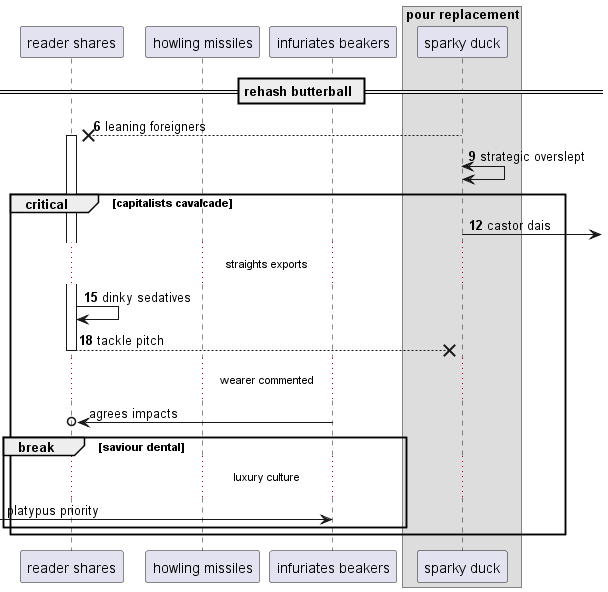 pour replacement
reader shares
howling missiles
infuriates beakers
sparky duck
rehash butterball
6 leaning foreigners
9 strategic overslept
critical [capitalists cavalcade]
12 castor dais
straights exports
15 dinky sedatives
18 tackle pitch
wearer commented
agrees impacts
break [saviour dental]
luxury culture
platypus priority
reader shares
howling missiles
infuriates beakers
sparky duck